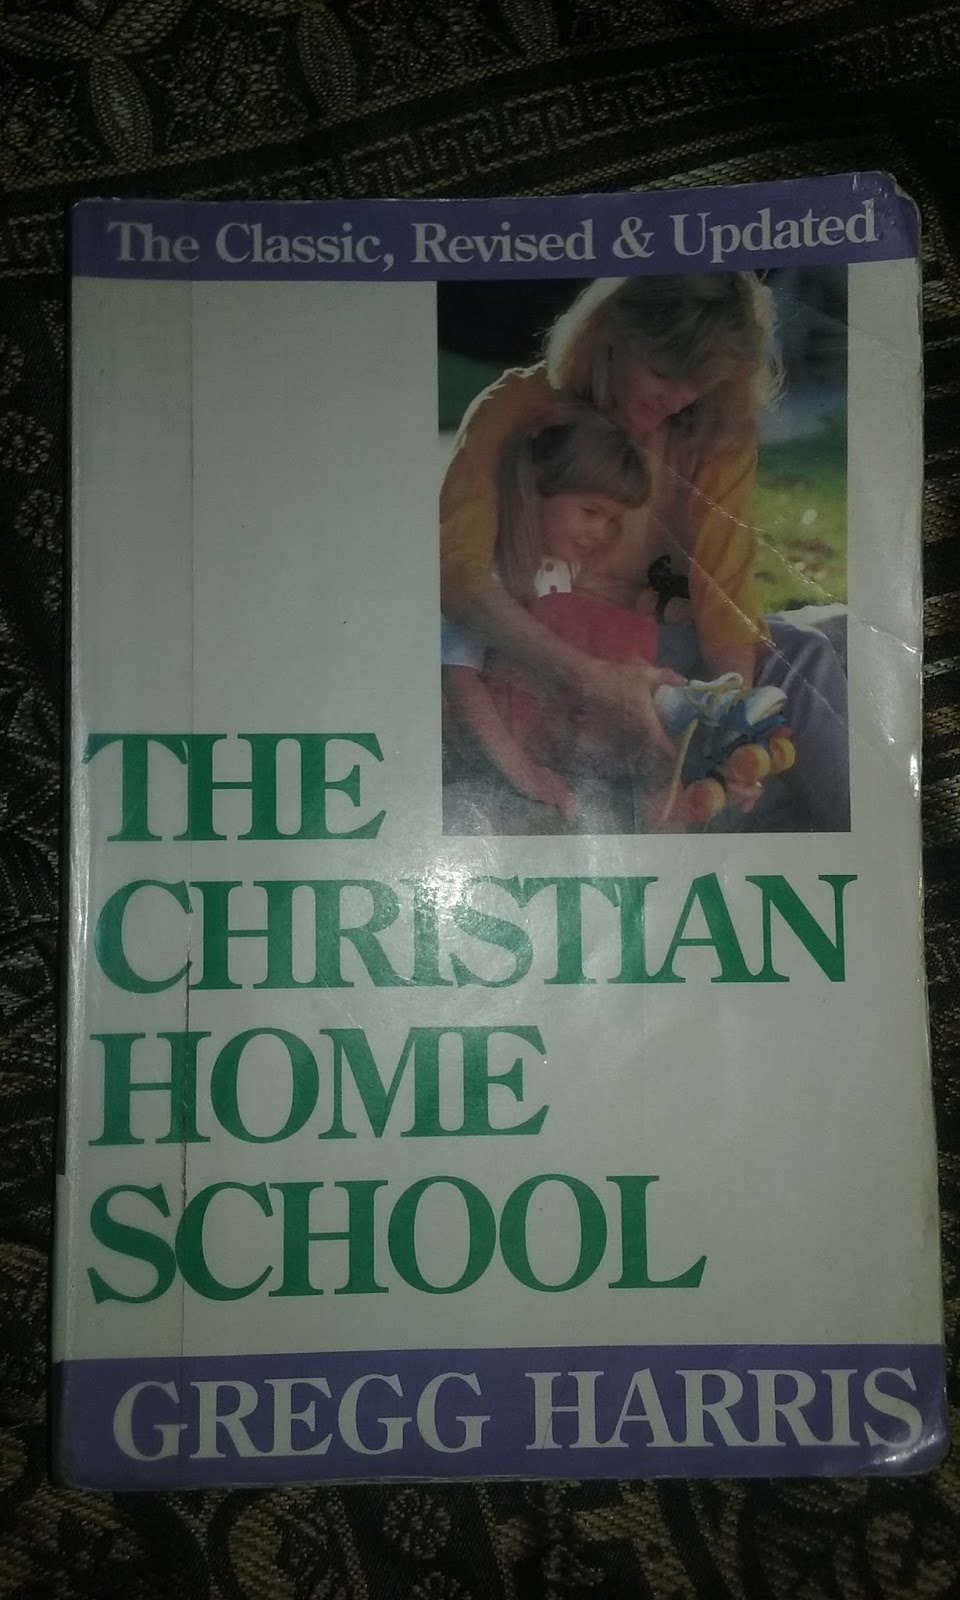 The Classic, Revised & Updated
THE
CHRISTIAN
HOME
SCHOOL
GREGG HARRIS